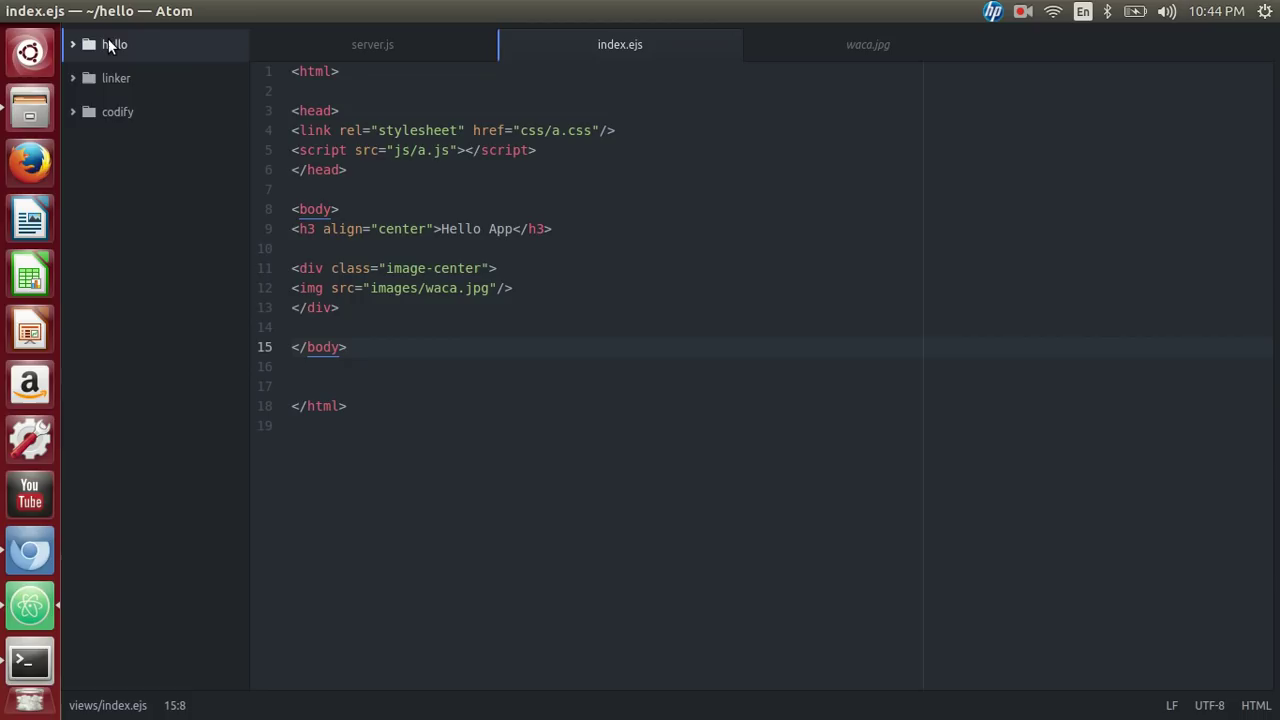 index.ejs — ~/hello — Atom
En
10:44 PM
hello
linker
codify
server.js
index.ejs
waca.jpg
1 <html>
2
3 <head>
4 <link rel="stylesheet" href="css/a.css"/>
5 <script src="js/a.js"></script>
6 </head>
7
8 <body>
9 <h3 align="center">Hello App</h3>
10
11 <div class="image-center">
12 <img src="images/waca.jpg"/>
13 </div>
14
15 </body>
16
17
18 </html>
19
a
You
Tube
>_
hp
views/index.ejs 15:8
LF UTF-8 HTML